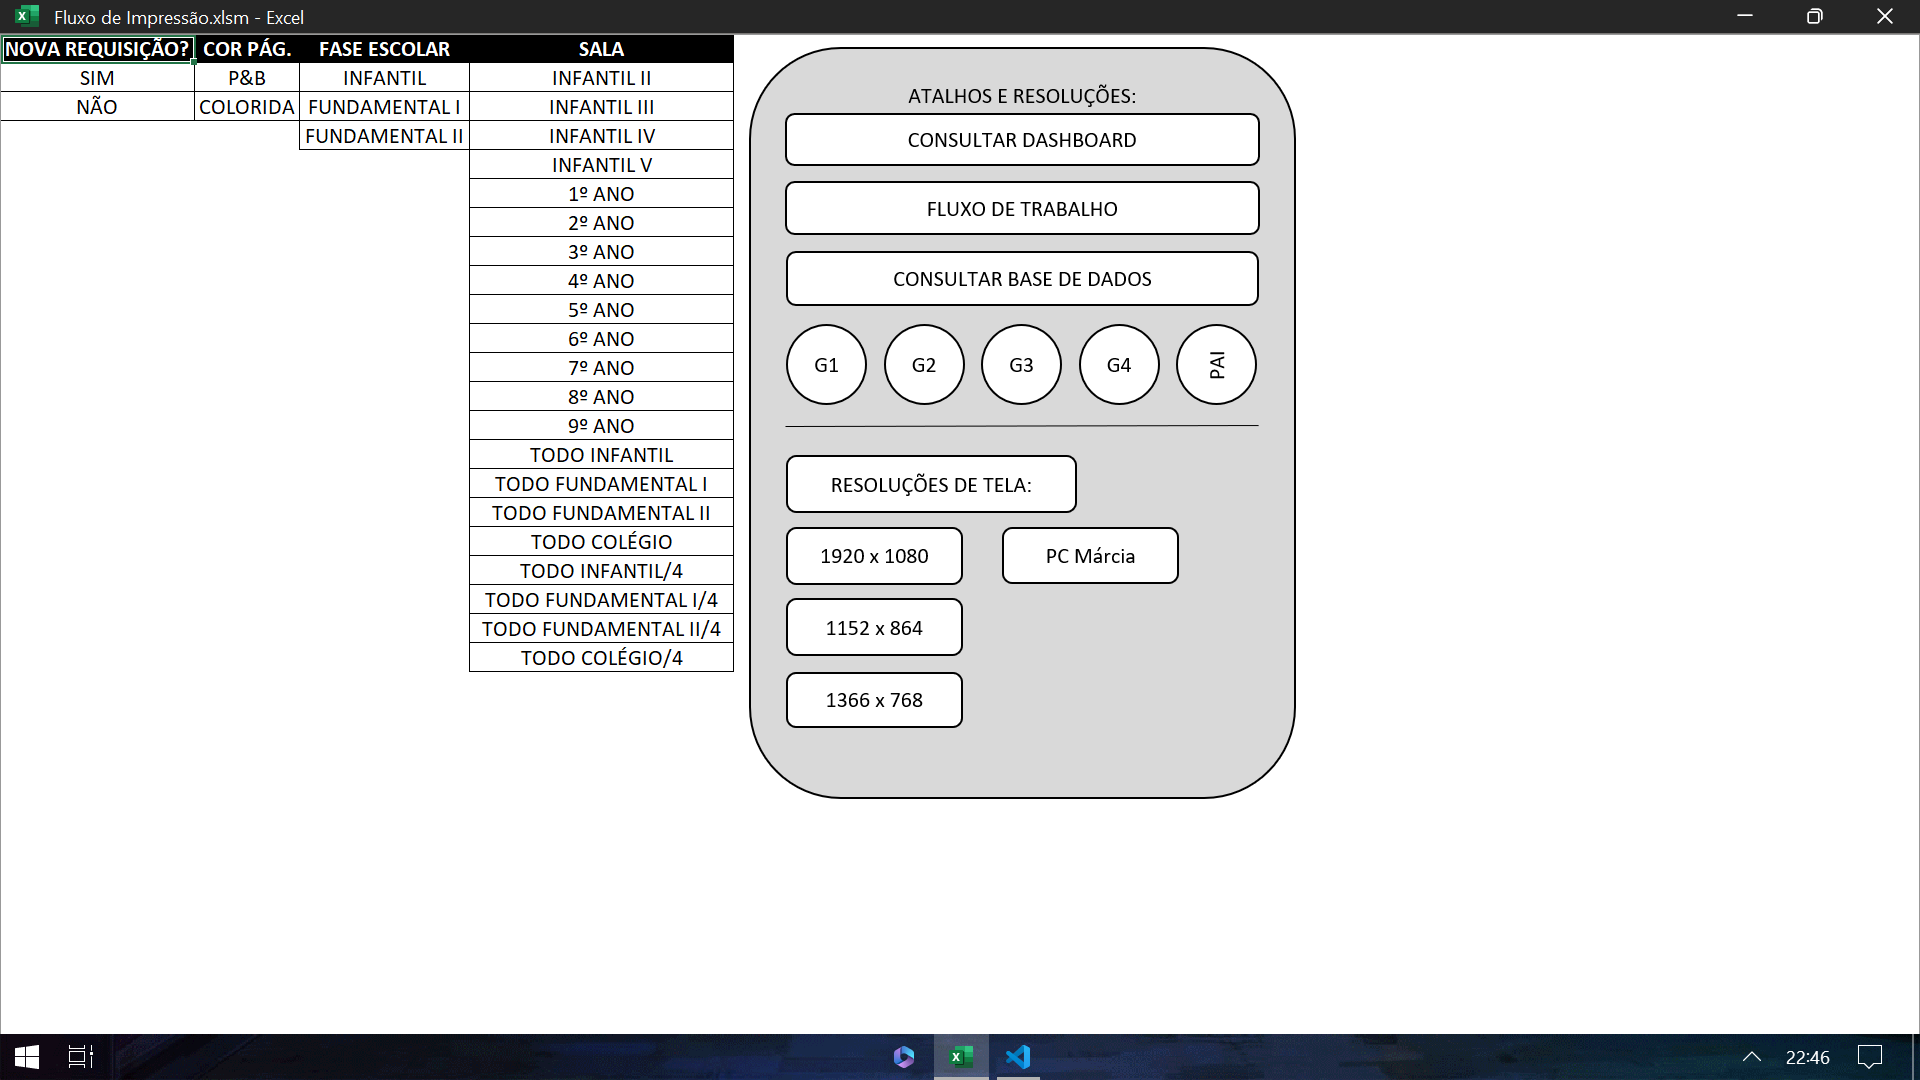 Fluxo de Impressão.xlsm - Excel
NOVA REQUISIÇÃO? COR PÁG. FASE ESCOLAR SALA
SIM P&B INFANTIL INFANTIL II
NÃO COLORIDA FUNDAMENTAL I INFANTIL III
FUNDAMENTAL II INFANTIL IV
INFANTIL V
1º ANO
2º ANO
3º ANO
4º ANO
5º ANO
6º ANO
7º ANO
8º ANO
9º ANO
TODO INFANTIL
TODO FUNDAMENTAL I
TODO FUNDAMENTAL II
TODO COLÉGIO
TODO INFANTIL/4
TODO FUNDAMENTAL I/4
TODO FUNDAMENTAL II/4
TODO COLÉGIO/4
ATALHOS E RESOLUÇÕES:
CONSULTAR DASHBOARD
FLUXO DE TRABALHO
CONSULTAR BASE DE DADOS
G1 G2 G3 G4 PAI
RESOLUÇÕES DE TELA:
1920 x 1080 PC Márcia
1152 x 864
1366 x 768
22:46